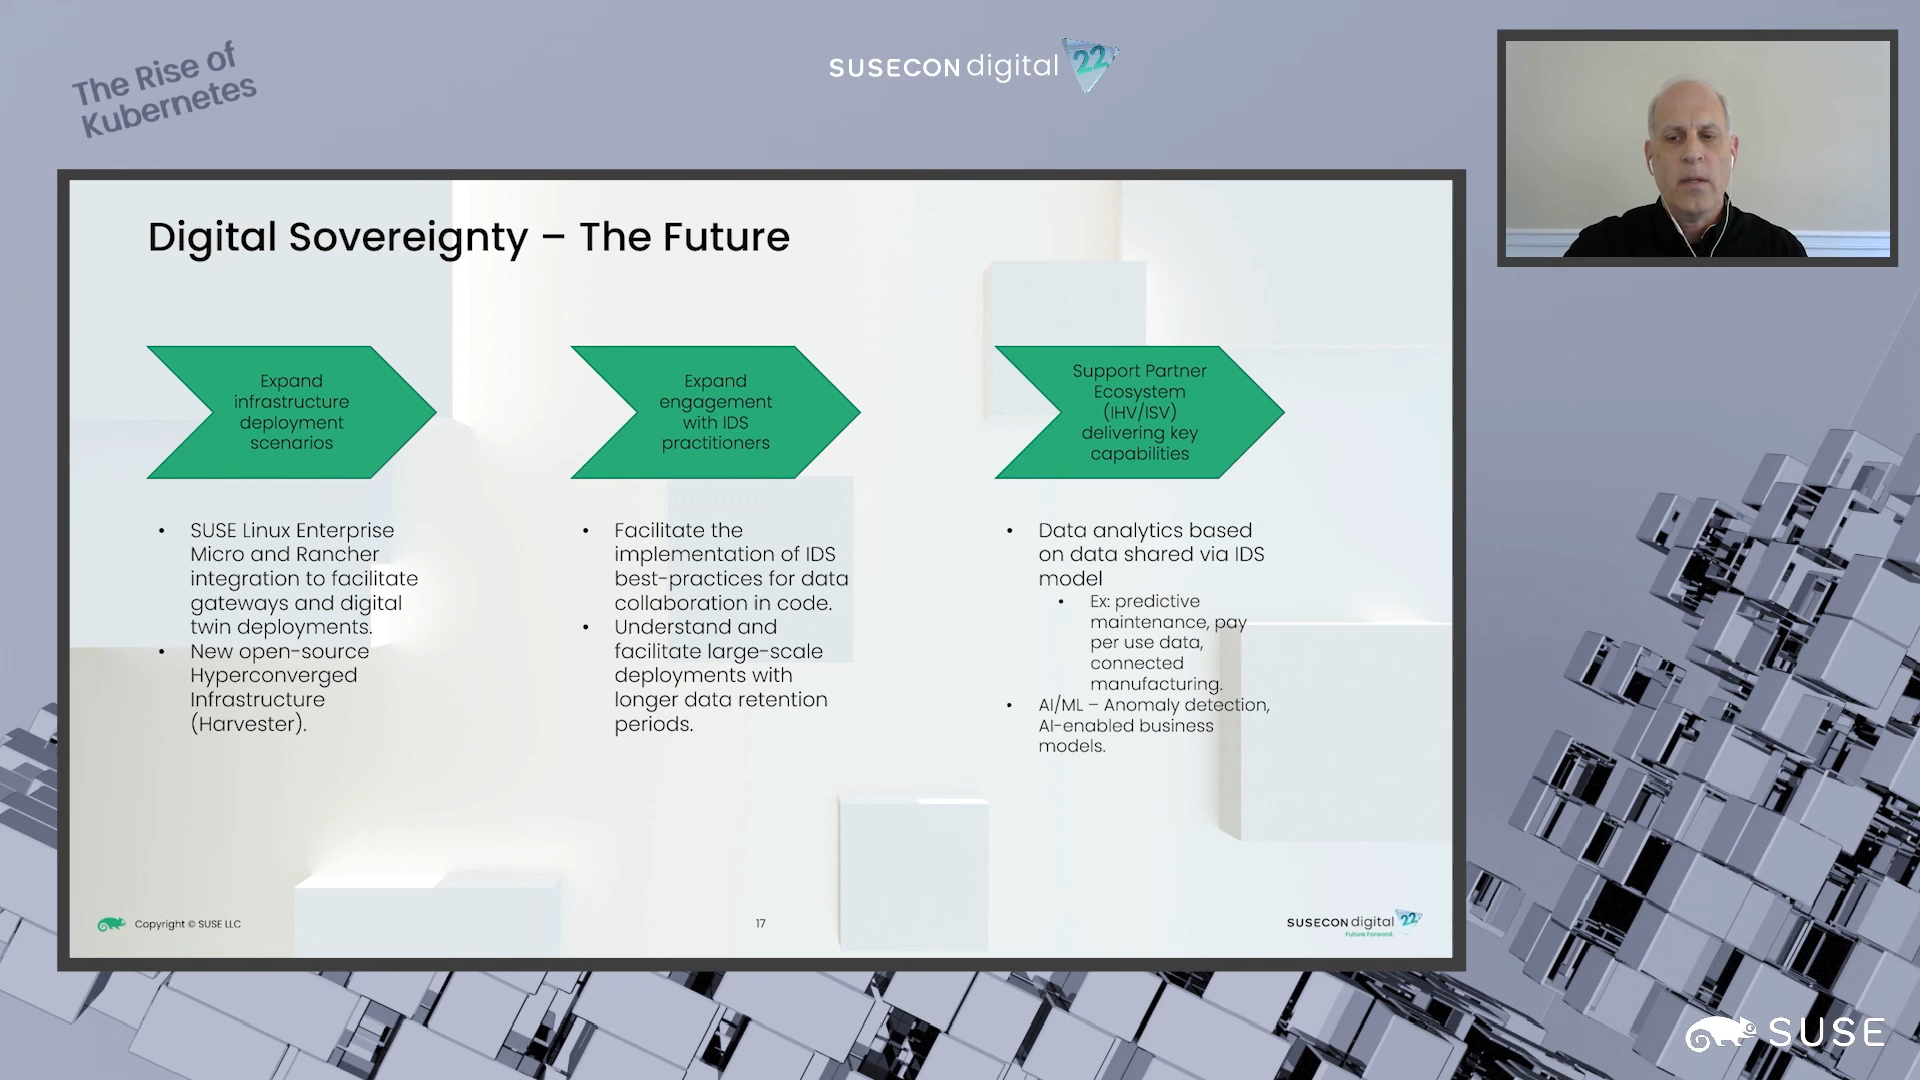 The Rise of
Kubernetes
SUSECON digital 22
Digital Sovereignty – The Future
Expand
infrastructure
deployment
scenarios
• SUSE Linux Enterprise
Micro and Rancher
integration to facilitate
gateways and digital
twin deployments.
• New open-source
Hyperconverged
Infrastructure
(Harvester).
Expand
engagement
with IDS
practitioners
• Facilitate the
implementation of IDS
best-practices for data
collaboration in code.
• Understand and
facilitate large-scale
deployments with
longer data retention
periods.
Support Partner
Ecosystem
(IHV/ISV)
delivering key
capabilities
• Data analytics based
on data shared via IDS
model
• Ex: predictive
maintenance, pay
per use data,
connected
manufacturing.
• AI/ML – Anomaly detection,
AI-enabled business
models.
Copyright © SUSE LLC
17
SUSECON digital 22
Future Forward.
SUSE